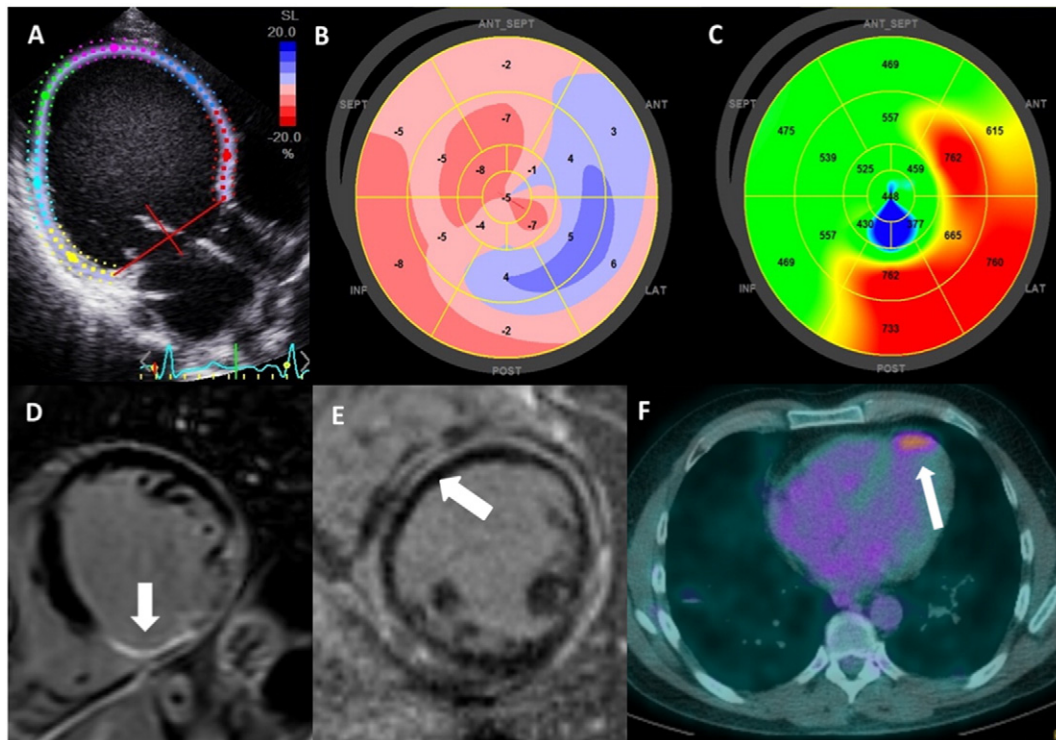 A
SL
20.0
-20.0
%
B
ANT_SEPT
SEPT
ANT
INF
LAT
POST
-2
-7
3
-5
-5
4
-8
-1
-5
-5
-4
-7
5
-8
4
6
-2
C
ANT_SEPT
SEPT
ANT
INF
LAT
POST
469
557
615
475
762
539
525
459
448
430
377
557
665
469
760
762
733
D
E
F